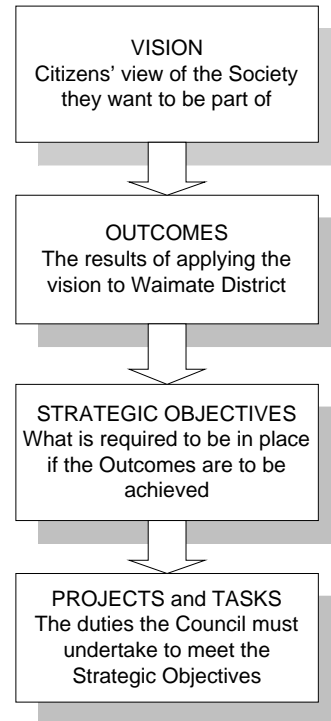 VISION
Citizens’ view of the Society
they want to be part of
OUTCOMES
The results of applying the
vision to Waimate District
STRATEGIC OBJECTIVES
What is required to be in place
if the Outcomes are to be
achieved
PROJECTS and TASKS
The duties the Council must
undertake to meet the
Strategic Objectives